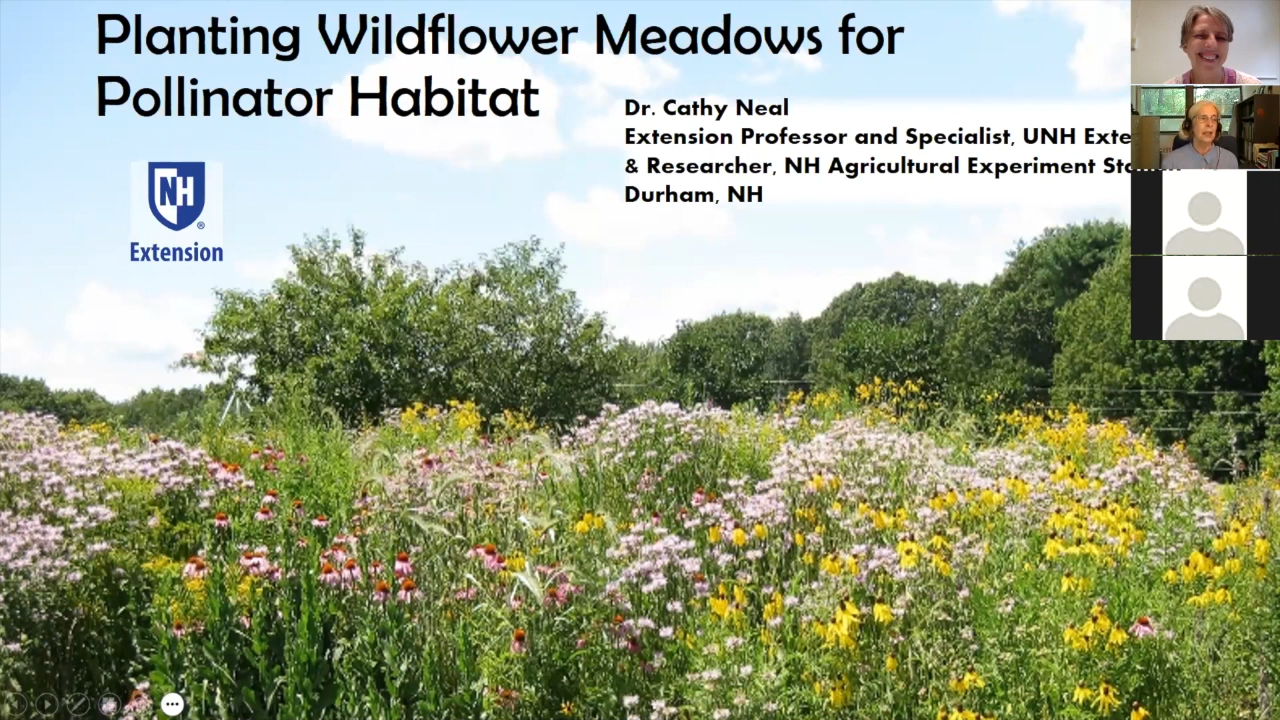 Planting Wildflower Meadows for
Pollinator Habitat
Dr. Cathy Neal
Extension Professor and Specialist, UNH Exte
& Researcher, NH Agricultural Experiment
Durham, NH
NH
®
Extension